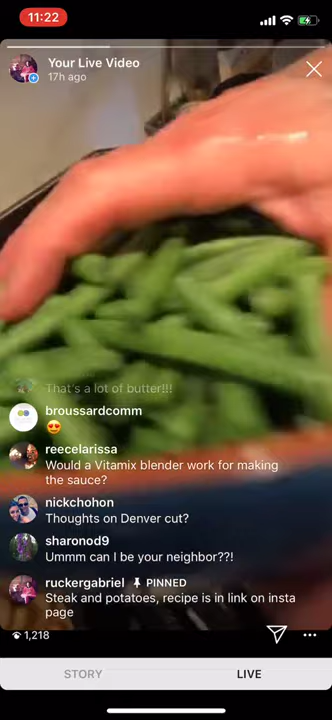 11:22
Your Live Video
17h ago
That's a lot of butter!!!
broussardcomm
😍
reecelarissa
Would a Vitamix blender work for making
the sauce?
nickchohon
Thoughts on Denver cut?
sharonod9
Ummm can I be your neighbor??!
ruckergabriel PINNED
Steak and potatoes, recipe is in link on insta
page
1,218
STORY LIVE